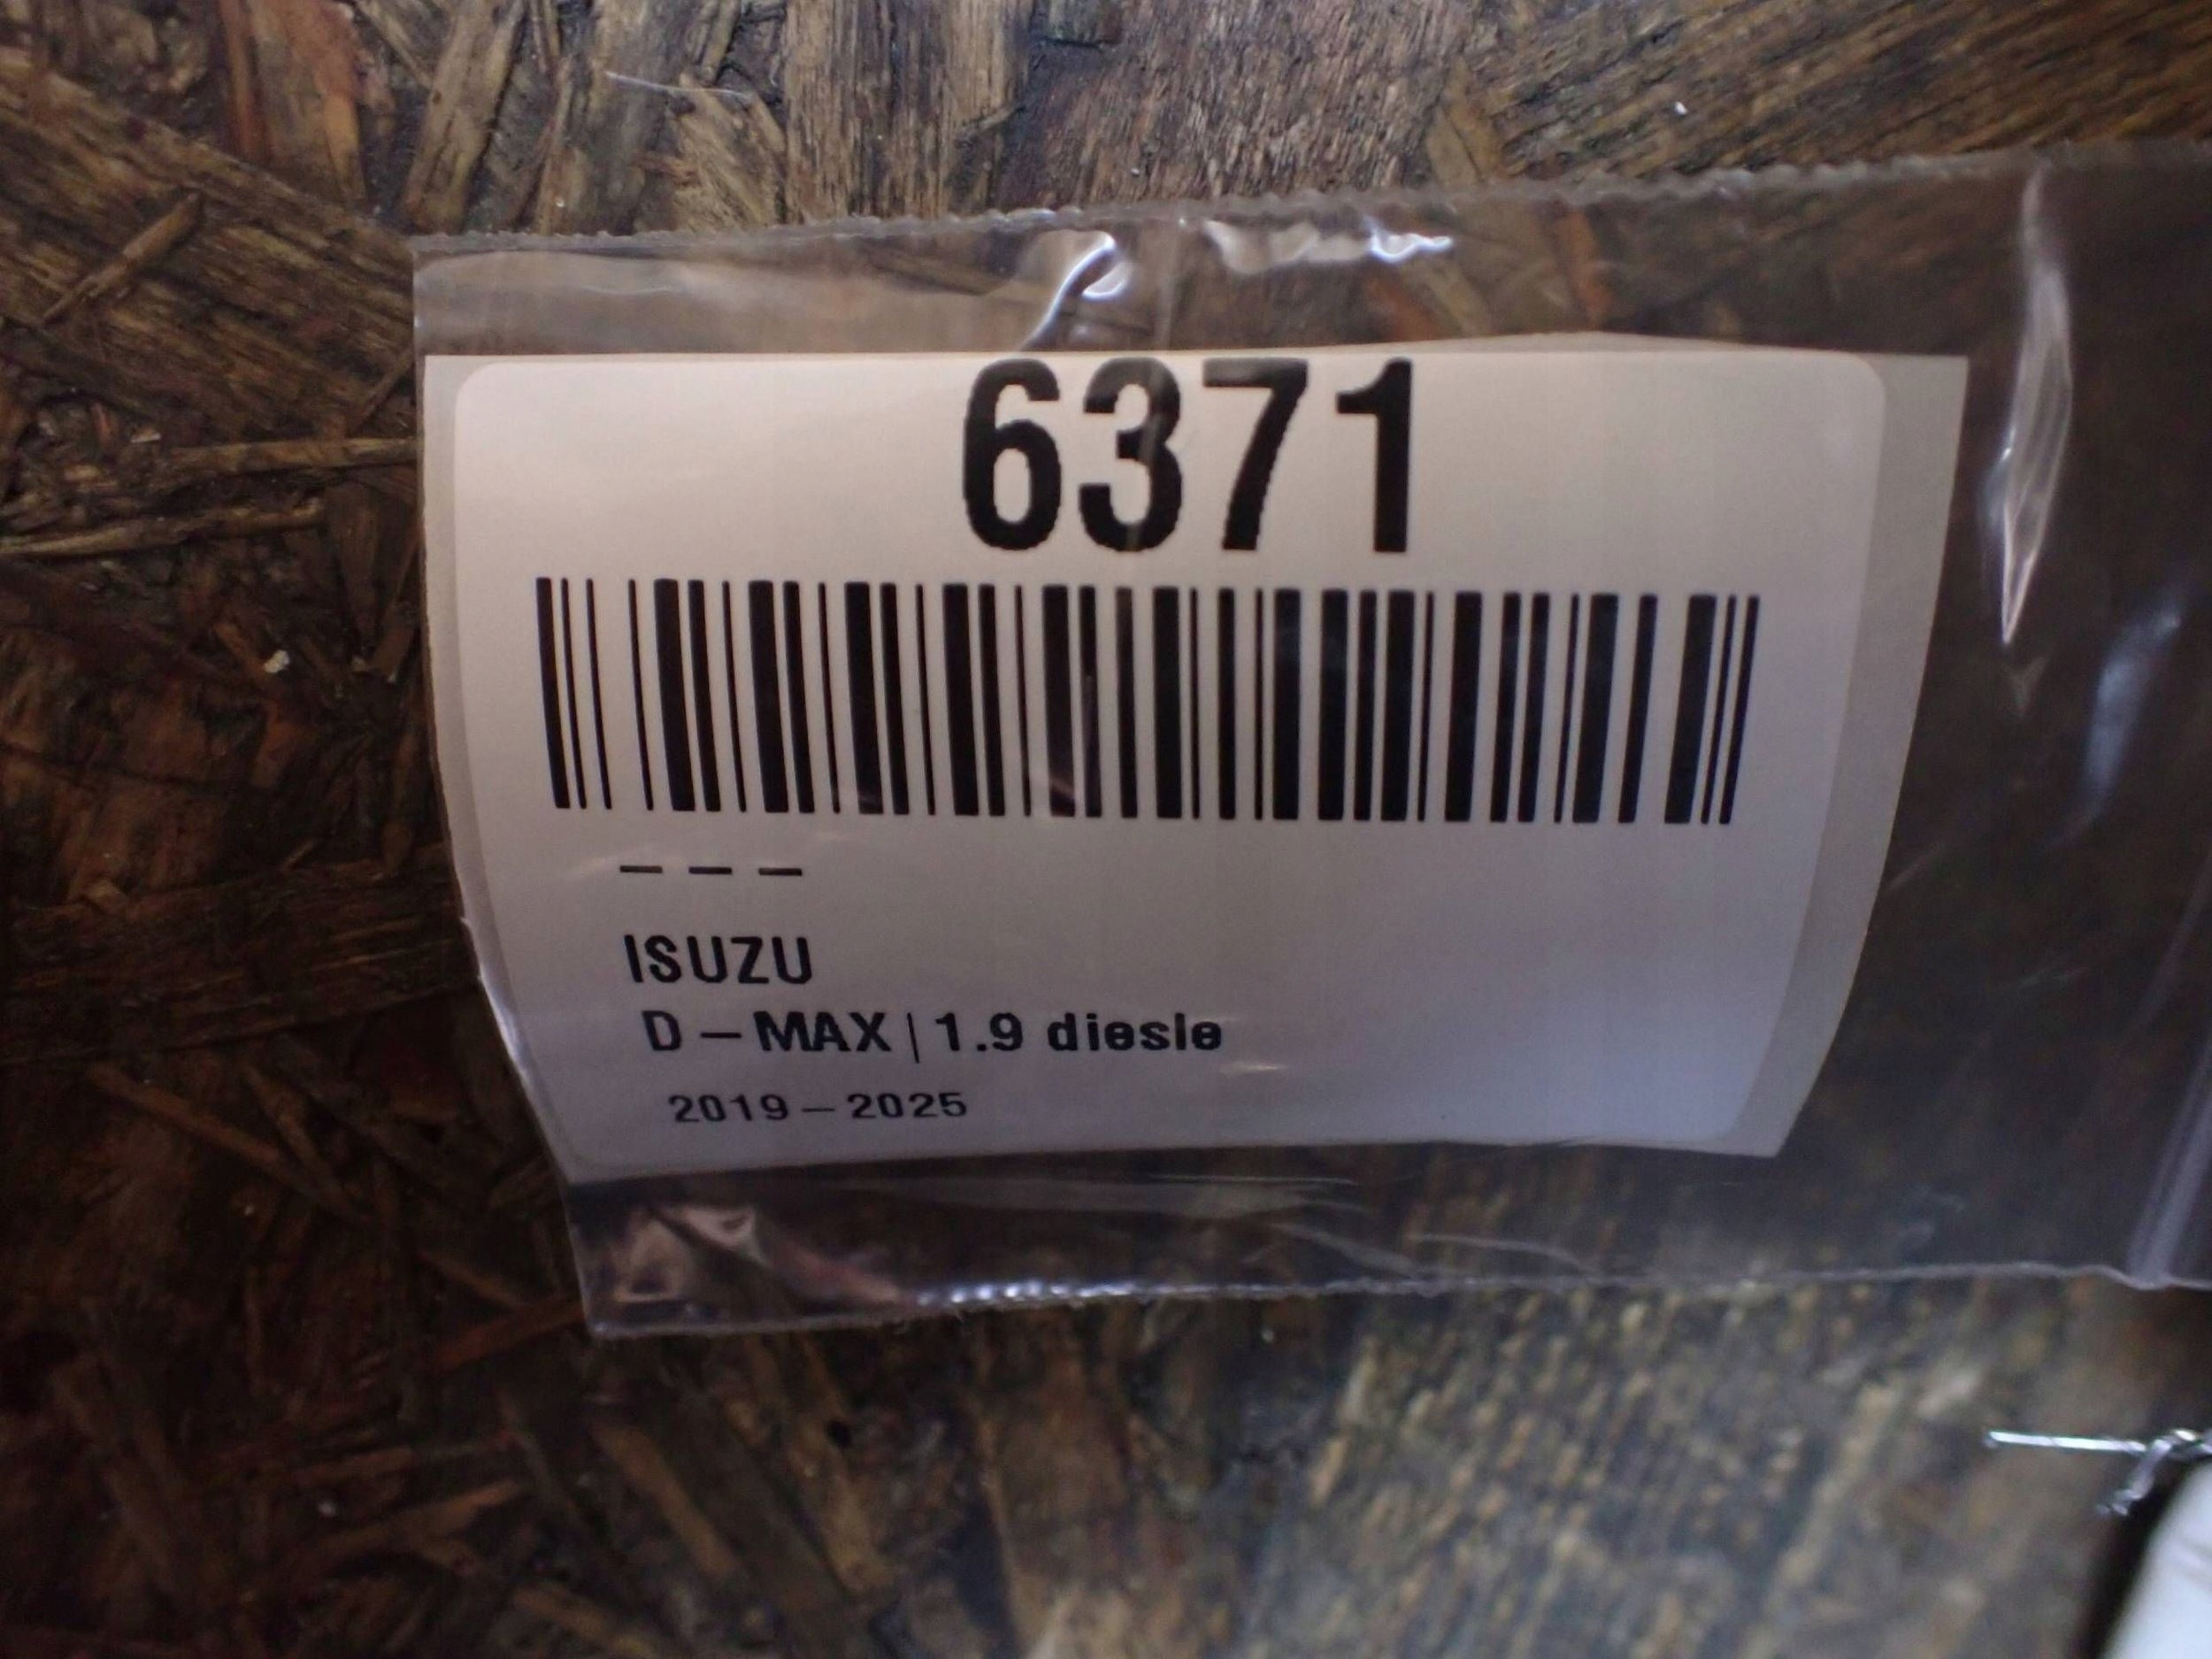 6371
– – –
ISUZU
D – MAX | 1.9 diesle
2019 – 2025